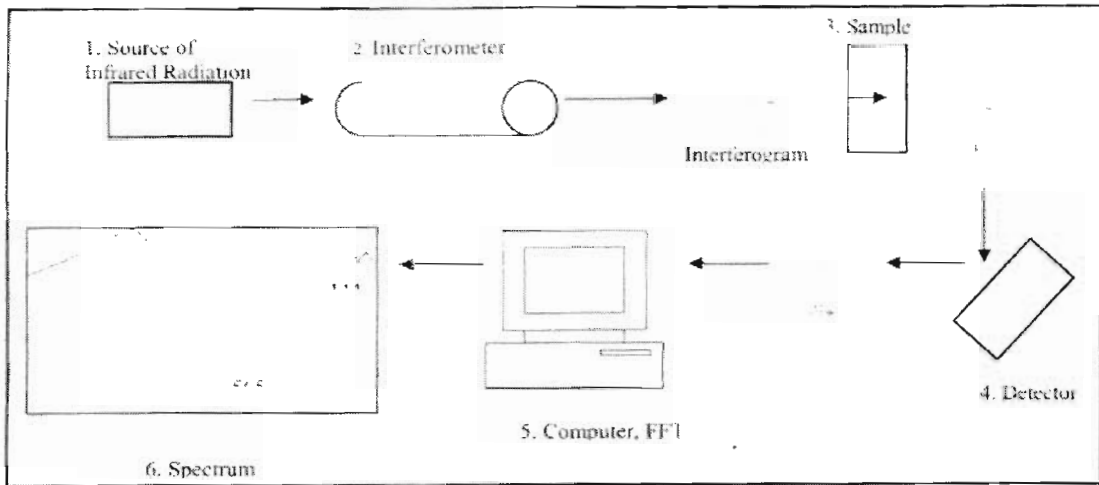 1. Source of
Infrared Radiation
2 Interferometer
3. Sample
Interferogram
4. Detector
5. Computer, FFT
6. Spectrum